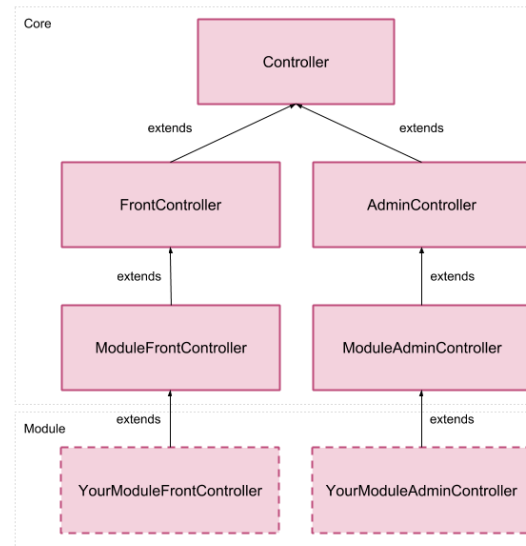 Core
Controller
extends
extends
FrontController
AdminController
extends
extends
ModuleFrontController
ModuleAdminController
Module
extends
extends
YourModuleFrontController
YourModuleAdminController